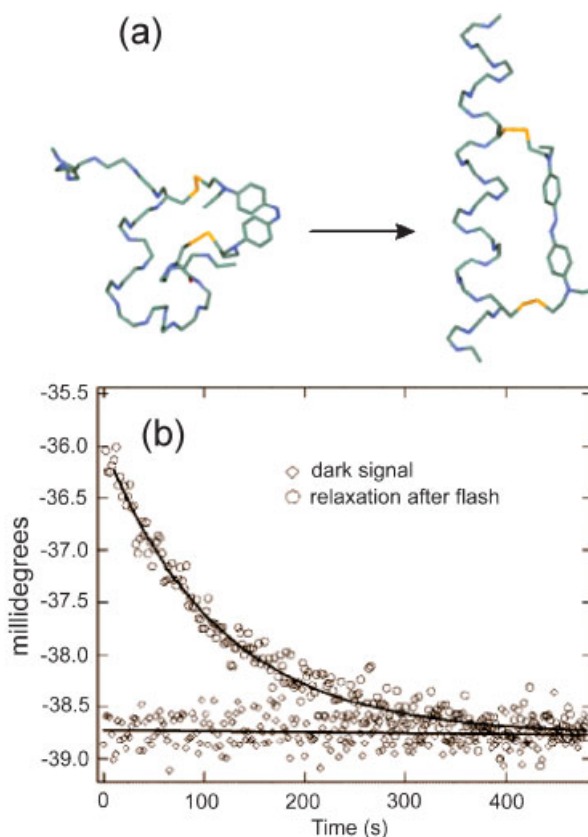 (a)
(b)
◇ dark signal
○ relaxation after flash
millidegrees
-35.5
-36.0
-36.5
-37.0
-37.5
-38.0
-38.5
-39.0
0 100 200 300 400
Time (s)